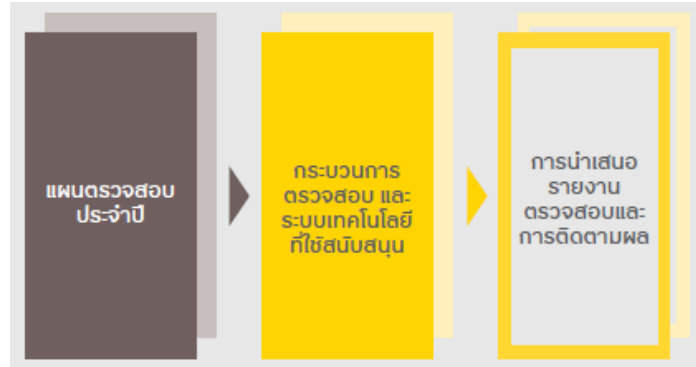 แผนตรวจสอบ
ประจำปี
กระบวนการ
ตรวจสอบ และ
ระบบเทคโนโลยี
ที่ใช้สนับสนุน
การนำเสนอ
รายงาน
ตรวจสอบและ
การติดตามผล